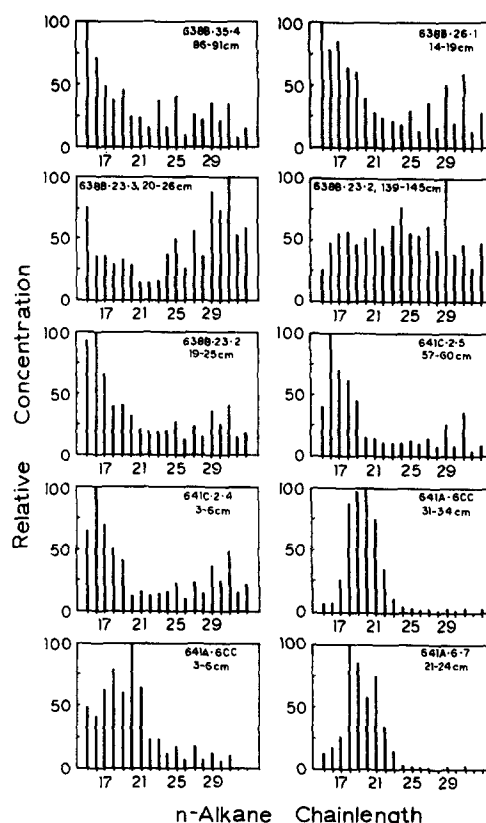 638B·35·4
86-91cm
100
50
0
17 21 25 29
638B·26·1
14-19cm
100
50
0
17 21 25 29
638B·23·3, 20-26cm
100
50
0
17 21 25 29
638B·23·2, 139-145cm
100
50
0
17 21 25 29
638B·23·2
19-25cm
100
50
0
17 21 25 29
641C·2·5
57-60cm
100
50
0
17 21 25 29
641C·2·4
3-6cm
100
50
0
17 21 25 29
641A·6CC
31-34cm
100
50
0
17 21 25 29
641A·6CC
3-6cm
100
50
0
17 21 25 29
641A·6·7
21-24cm
100
50
0
17 21 25 29
Relative Concentration
n-Alkane Chainlength